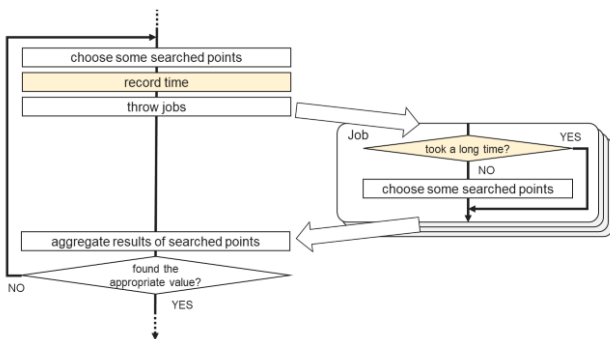 choose some searched points
record time
throw jobs
Job
took a long time?
YES
NO
choose some searched points
aggregate results of searched points
found the
appropriate value?
NO
YES